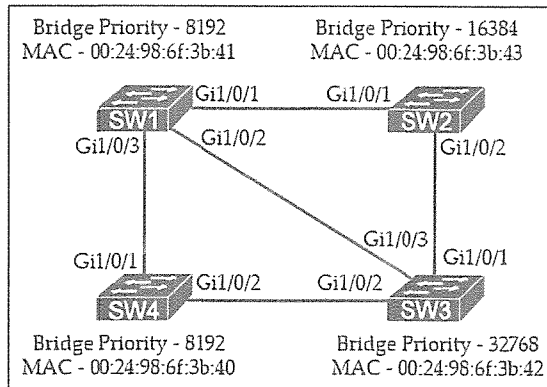 Bridge Priority - 8192
MAC - 00:24:98:6f:3b:41
Bridge Priority - 16384
MAC - 00:24:98:6f:3b:43
Gi1/0/1
Gi1/0/1
SW1
SW2
Gi1/0/3
Gi1/0/2
Gi1/0/2
Gi1/0/3
Gi1/0/1
Gi1/0/1
Gi1/0/2
Gi1/0/2
SW4
SW3
Bridge Priority - 8192
MAC - 00:24:98:6f:3b:40
Bridge Priority - 32768
MAC - 00:24:98:6f:3b:42